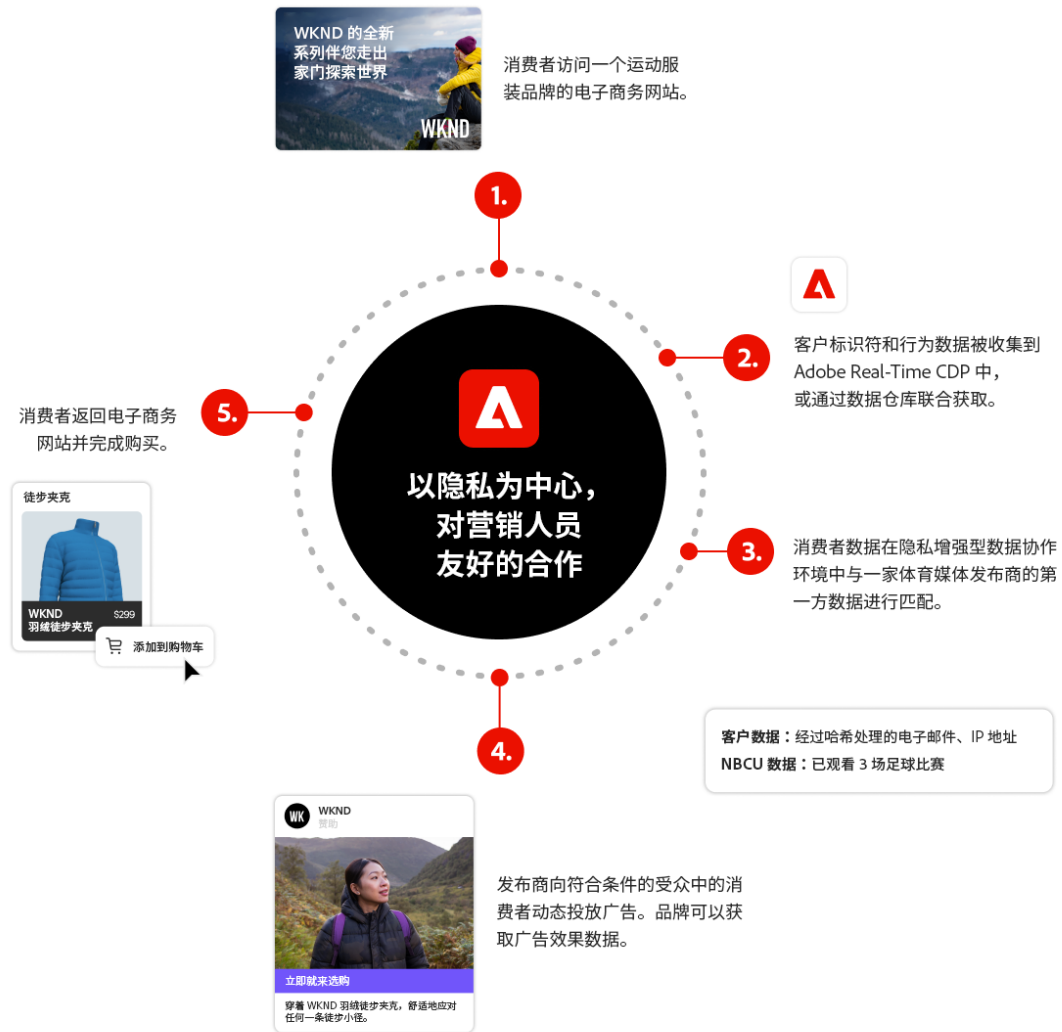 WKND 的全新
系列伴您走出
家门探索世界
WKND
消费者访问一个运动服
装品牌的电子商务网站。
1.
2.
客户标识符和行为数据被收集到
Adobe Real-Time CDP 中，
或通过数据仓库联合获取。
以隐私为中心，
对营销人员
友好的合作
3.
消费者数据在隐私增强型数据协作
环境中与一家体育媒体发布商的第
一方数据进行匹配。
客户数据：经过哈希处理的电子邮件、IP 地址
NBCU 数据：已观看 3 场足球比赛
4.
WK
WKND
赞助
立即就来选购
穿着 WKND 羽绒徒步夹克，舒适地应对
任何一条徒步小径。
发布商向符合条件的受众中的消
费者动态投放广告。品牌可以获
取广告效果数据。
5.
消费者返回电子商务
网站并完成购买。
徒步夹克
WKND
$299
羽绒徒步夹克
添加到购物车